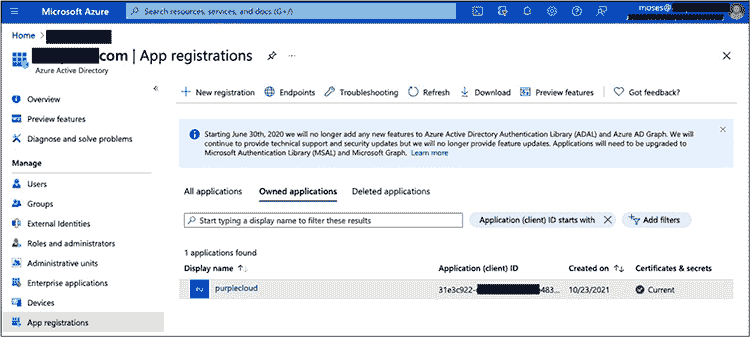 Microsoft Azure
Search resources, services, and docs (G+/)
moses@
Home >
com | App registrations
Azure Active Directory
Overview
Preview features
Diagnose and solve problems
Manage
Users
Groups
External Identities
Roles and administrators
Administrative units
Enterprise applications
Devices
App registrations
New registration Endpoints Troubleshooting Refresh Download Preview features Got feedback?
Starting June 30th, 2020 we will no longer add any new features to Azure Active Directory Authentication Library (ADAL) and Azure AD Graph. We will
continue to provide technical support and security updates but we will no longer provide feature updates. Applications will need to be upgraded to
Microsoft Authentication Library (MSAL) and Microsoft Graph. Learn more
All applications Owned applications Deleted applications
Start typing a display name to filter these results
Application (client) ID starts with
Add filters
1 applications found
Display name Application (client) ID Created on Certificates & secrets
purplecloud 31e3c922- 483... 10/23/2021 Current